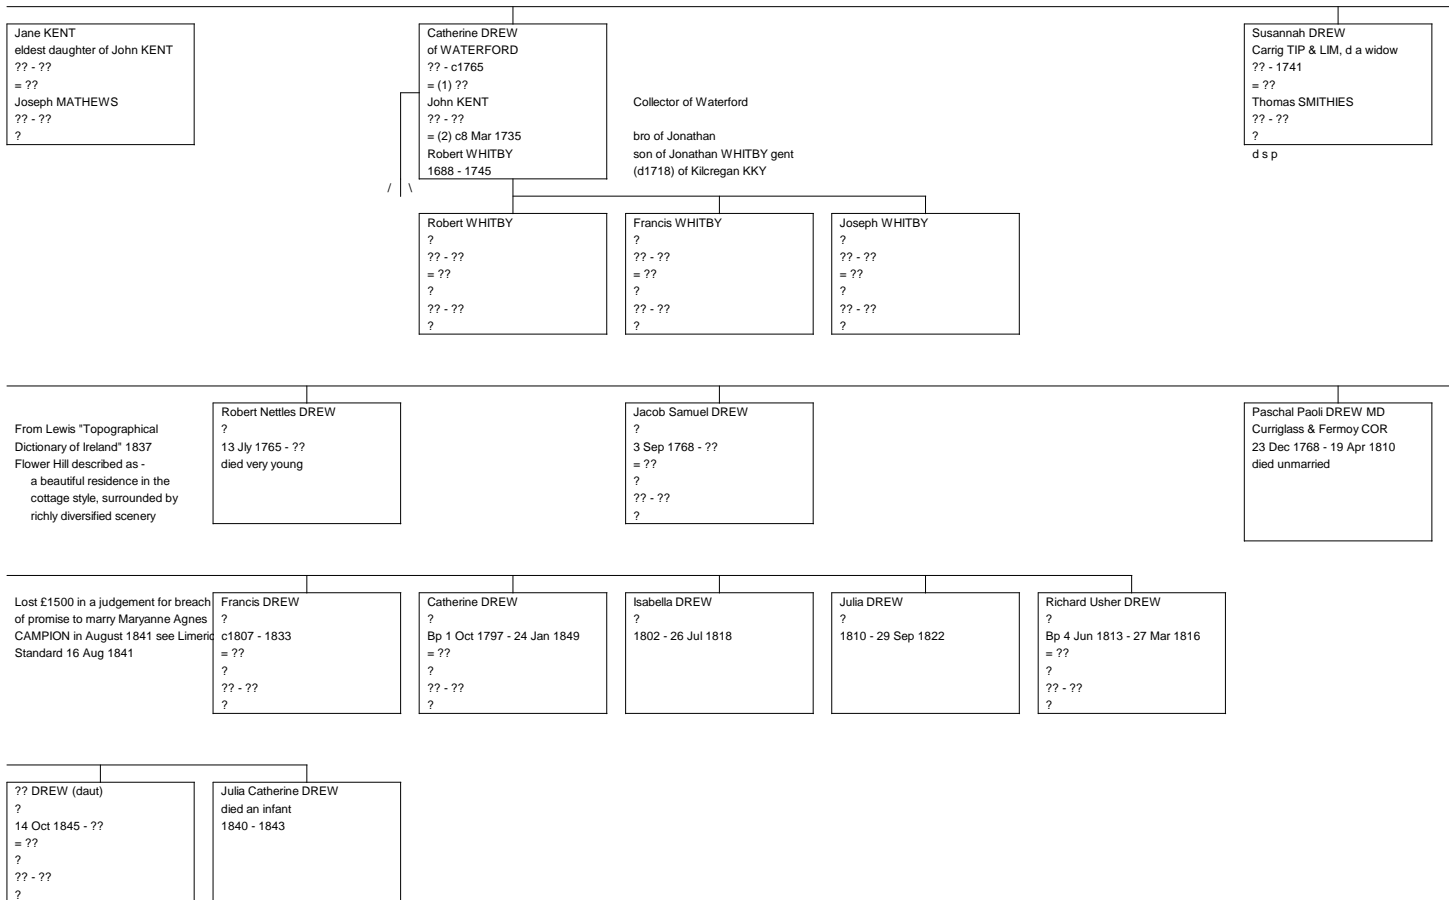 Jane KENT
eldest daughter of John KENT
?? - ??
= ??
Joseph MATHEWS
?? - ??
?
Catherine DREW
of WATERFORD
?? - c1765
= (1) ??
John KENT
?? - ??
= (2) c8 Mar 1735
Robert WHITBY
1688 - 1745
/ \
Collector of Waterford
bro of Jonathan
son of Jonathan WHITBY gent
(d1718) of Kilcregan KKY
Susannah DREW
Carrig TIP & LIM, d a widow
?? - 1741
= ??
Thomas SMITHIES
?? - ??
?
d s p
Robert WHITBY
?
?? - ??
= ??
?
?? - ??
?
Francis WHITBY
?
?? - ??
= ??
?
?? - ??
?
Joseph WHITBY
?
?? - ??
= ??
?
?? - ??
?
From Lewis "Topographical
Dictionary of Ireland" 1837
Flower Hill described as -
a beautiful residence in the
cottage style, surrounded by
richly diversified scenery
Robert Nettles DREW
?
13 Jly 1765 - ??
died very young
Jacob Samuel DREW
?
3 Sep 1768 - ??
= ??
?
?? - ??
?
Paschal Paoli DREW MD
Curriglass & Fermoy COR
23 Dec 1768 - 19 Apr 1810
died unmarried
Lost £1500 in a judgement for breach
of promise to marry Maryanne Agnes
CAMPION in August 1841 see Limeric
Standard 16 Aug 1841
Francis DREW
?
c1807 - 1833
= ??
?
?? - ??
?
Catherine DREW
?
Bp 1 Oct 1797 - 24 Jan 1849
= ??
?
?? - ??
?
Isabella DREW
?
1802 - 26 Jul 1818
Julia DREW
?
1810 - 29 Sep 1822
Richard Usher DREW
?
Bp 4 Jun 1813 - 27 Mar 1816
= ??
?
?? - ??
?
?? DREW (daut)
?
14 Oct 1845 - ??
= ??
?
?? - ??
?
Julia Catherine DREW
died an infant
1840 - 1843